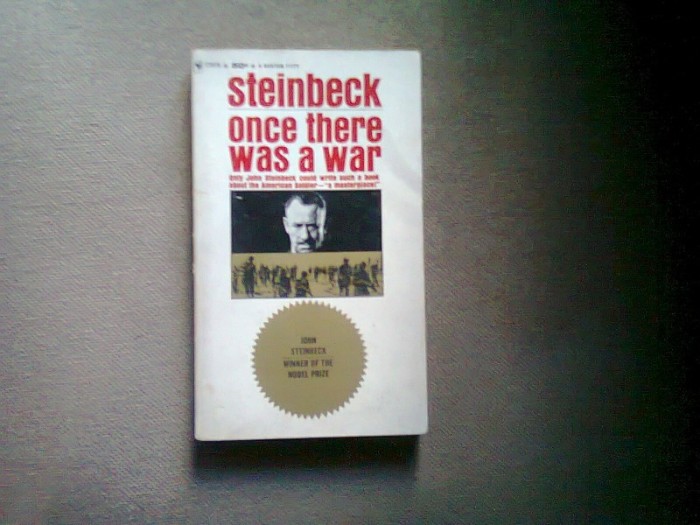 steinbeck
once there
was a war
Only John Steinbeck could write such a book
about the American Soldier—"a masterpiece!"
JOHN
STEINBECK
WINNER OF THE
NOBEL PRIZE